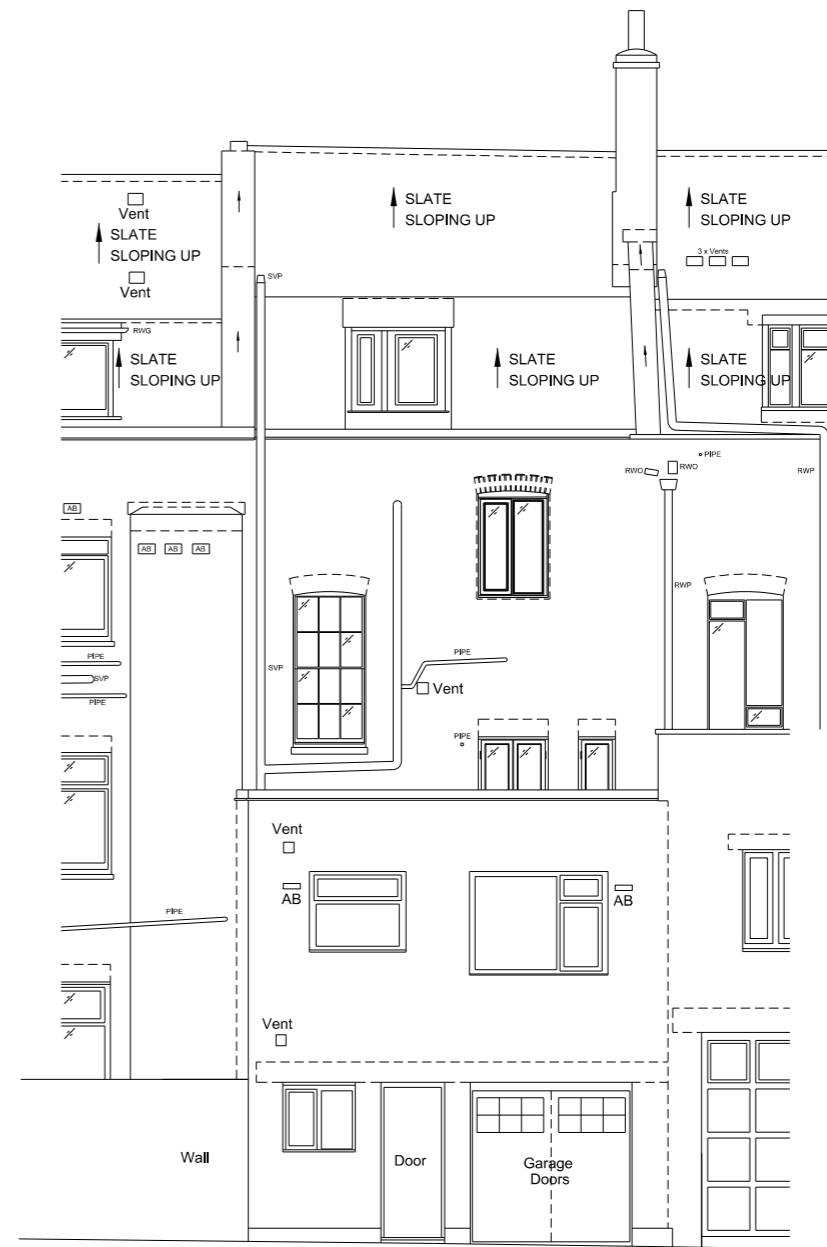 SLATE
SLOPING UP
SLATE
SLOPING UP
Vent
SLATE
SLOPING UP
3 x Vents
Vent
SVP
RWG
SLATE
SLOPING UP
SLATE
SLOPING UP
SLATE
SLOPING UP
PIPE
RWO
RWO
RWP
AB
AB
AB
AB
RWP
PIPE
PIPE
SVP
SVP
Vent
PIPE
PIPE
Vent
AB
AB
PIPE
Vent
Wall
Door
Garage
Doors